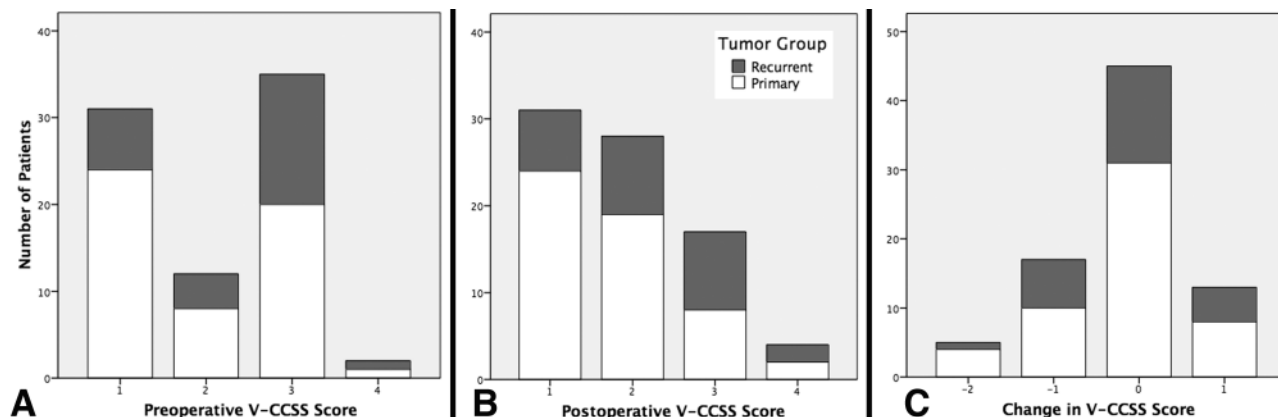 40
30
20
10
0
Number of Patients
1 2 3 4
Preoperative V-CCSS Score
A
40
30
20
10
0
Tumor Group
Recurrent
Primary
1 2 3 4
Postoperative V-CCSS Score
B
50
40
30
20
10
0
-2 -1 0 1
Change in V-CCSS Score
C